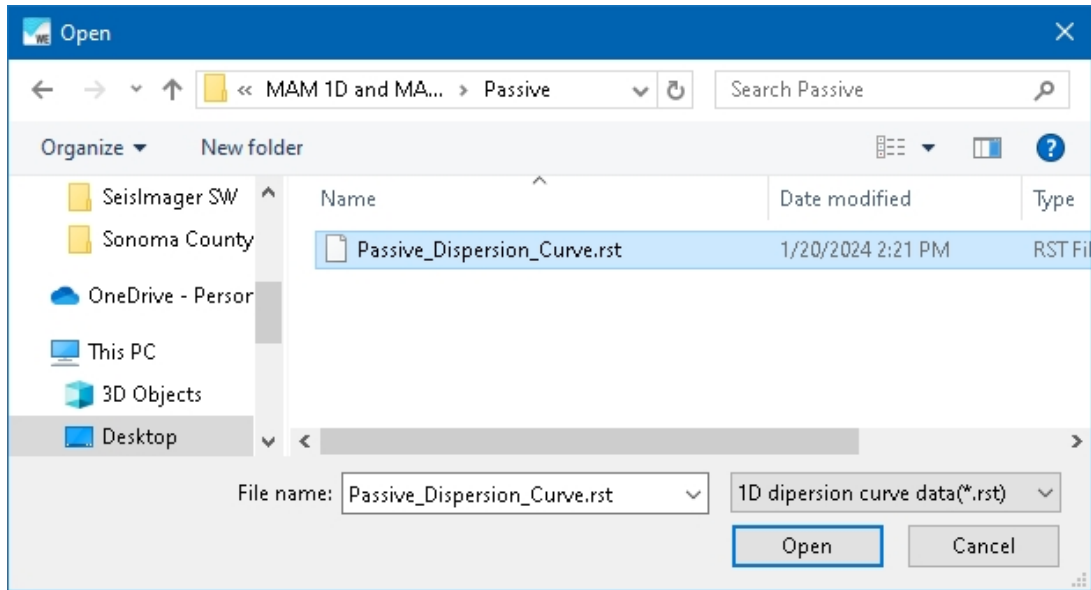 WE Open
« MAM 1D and MA... > Passive Search Passive
Organize New folder
SeisImager SW
Sonoma County
OneDrive - Person
This PC
3D Objects
Desktop
Name Date modified Type
Passive_Dispersion_Curve.rst 1/20/2024 2:21 PM RST Fil
File name: Passive_Dispersion_Curve.rst 1D dipersion curve data(*.rst)
Open Cancel